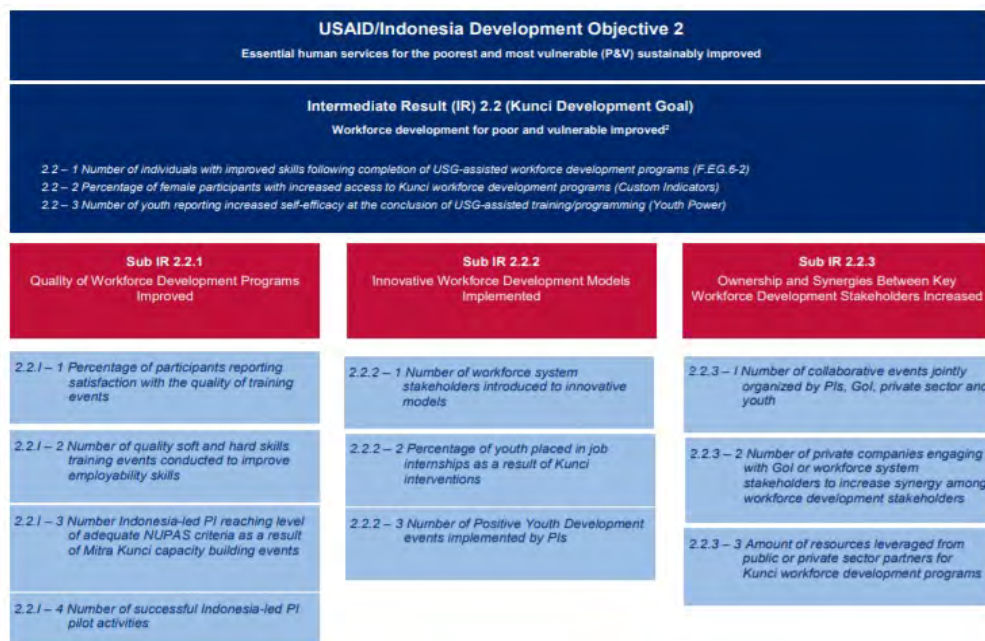 USAID/Indonesia Development Objective 2
Essential human services for the poorest and most vulnerable (P&V) sustainably improved
Intermediate Result (IR) 2.2 (Kunci Development Goal)
Workforce development for poor and vulnerable improved²
2.2 – 1 Number of individuals with improved skills following completion of USG-assisted workforce development programs (F.EG.6-2)
2.2 – 2 Percentage of female participants with increased access to Kunci workforce development programs (Custom Indicators)
2.2 – 3 Number of youth reporting increased self-efficacy at the conclusion of USG-assisted training/programming (Youth Power)
Sub IR 2.2.1
Quality of Workforce Development Programs
Improved
2.2.I – 1 Percentage of participants reporting
satisfaction with the quality of training
events
2.2.I – 2 Number of quality soft and hard skills
training events conducted to improve
employability skills
2.2.I – 3 Number Indonesia-led PI reaching level
of adequate NUPAS criteria as a result
of Mitra Kunci capacity building events
2.2.I – 4 Number of successful Indonesia-led PI
pilot activities
Sub IR 2.2.2
Innovative Workforce Development Models
Implemented
2.2.2 – 1 Number of workforce system
stakeholders introduced to innovative
models
2.2.2 – 2 Percentage of youth placed in job
internships as a result of Kunci
interventions
2.2.2 – 3 Number of Positive Youth Development
events implemented by PIs
Sub IR 2.2.3
Ownership and Synergies Between Key
Workforce Development Stakeholders Increased
2.2.3 – I Number of collaborative events jointly
organized by PIs, GoI, private sector and
youth
2.2.3 – 2 Number of private companies engaging
with GoI or workforce system
stakeholders to increase synergy among
workforce development stakeholders
2.2.3 – 3 Amount of resources leveraged from
public or private sector partners for
Kunci workforce development programs